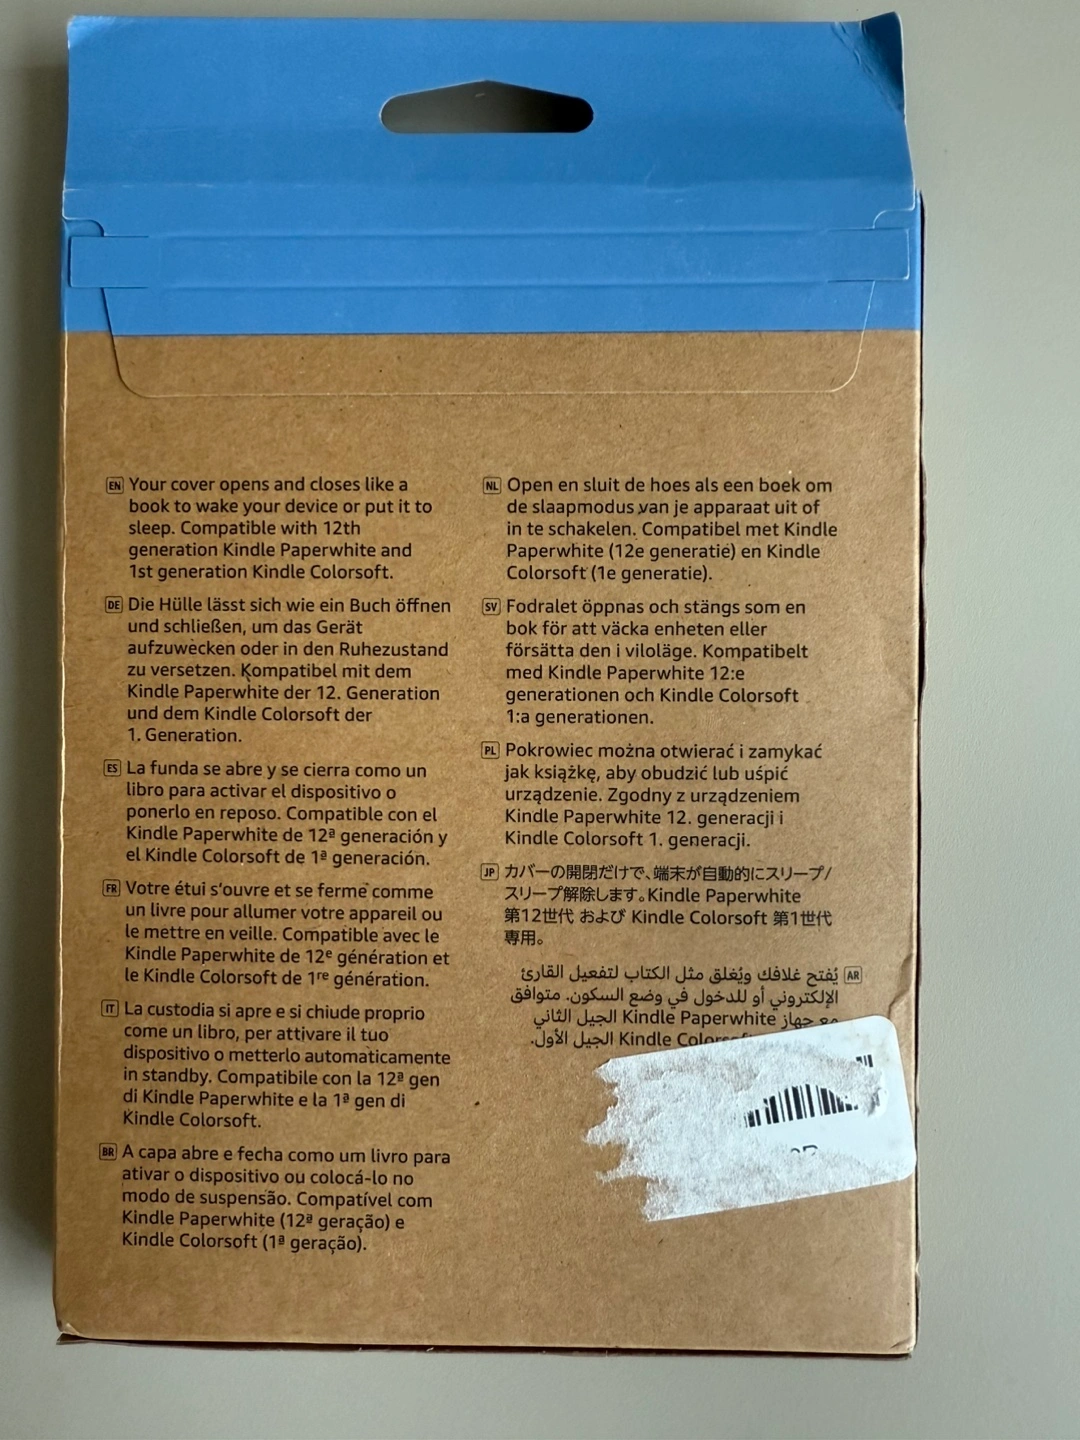 EN Your cover opens and closes like a
book to wake your device or put it to
sleep. Compatible with 12th
generation Kindle Paperwhite and
1st generation Kindle Colorsoft.
DE Die Hülle lässt sich wie ein Buch öffnen
und schließen, um das Gerät
aufzuwecken oder in den Ruhezustand
zu versetzen. Kompatibel mit dem
Kindle Paperwhite der 12. Generation
und dem Kindle Colorsoft der
1. Generation.
ES La funda se abre y se cierra como un
libro para activar el dispositivo o
ponerlo en reposo. Compatible con el
Kindle Paperwhite de 12ª generación y
el Kindle Colorsoft de 1ª generación.
FR Votre étui s'ouvre et se ferme comme
un livre pour allumer votre appareil ou
le mettre en veille. Compatible avec le
Kindle Paperwhite de 12ᵉ génération et
le Kindle Colorsoft de 1ʳᵉ génération.
IT La custodia si apre e si chiude proprio
come un libro, per attivare il tuo
dispositivo o metterlo automaticamente
in standby. Compatibile con la 12ª gen
di Kindle Paperwhite e la 1ª gen di
Kindle Colorsoft.
BR A capa abre e fecha como um livro para
ativar o dispositivo ou colocá-lo no
modo de suspensão. Compatível com
Kindle Paperwhite (12ª geração) e
Kindle Colorsoft (1ª geração).
NL Open en sluit de hoes als een boek om
de slaapmodus van je apparaat uit of
in te schakelen. Compatibel met Kindle
Paperwhite (12e generatie) en Kindle
Colorsoft (1e generatie).
SV Fodralet öppnas och stängs som en
bok för att väcka enheten eller
försätta den i viloläge. Kompatibelt
med Kindle Paperwhite 12:e
generationen och Kindle Colorsoft
1:a generationen.
PL Pokrowiec można otwierać i zamykać
jak książkę, aby obudzić lub uśpić
urządzenie. Zgodny z urządzeniem
Kindle Paperwhite 12. generacji i
Kindle Colorsoft 1. generacji.
JP カバーの開閉だけで、端末が自動的にスリープ/
スリープ解除します。Kindle Paperwhite
第12世代 および Kindle Colorsoft 第1世代
専用。
AR يُفتح غلافك ويُغلق مثل الكتاب لتفعيل القارئ
الإلكتروني أو للدخول في وضع السكون. متوافق
مع جهاز Kindle Paperwhite الجيل الثاني
Kindle الجيل الأول.